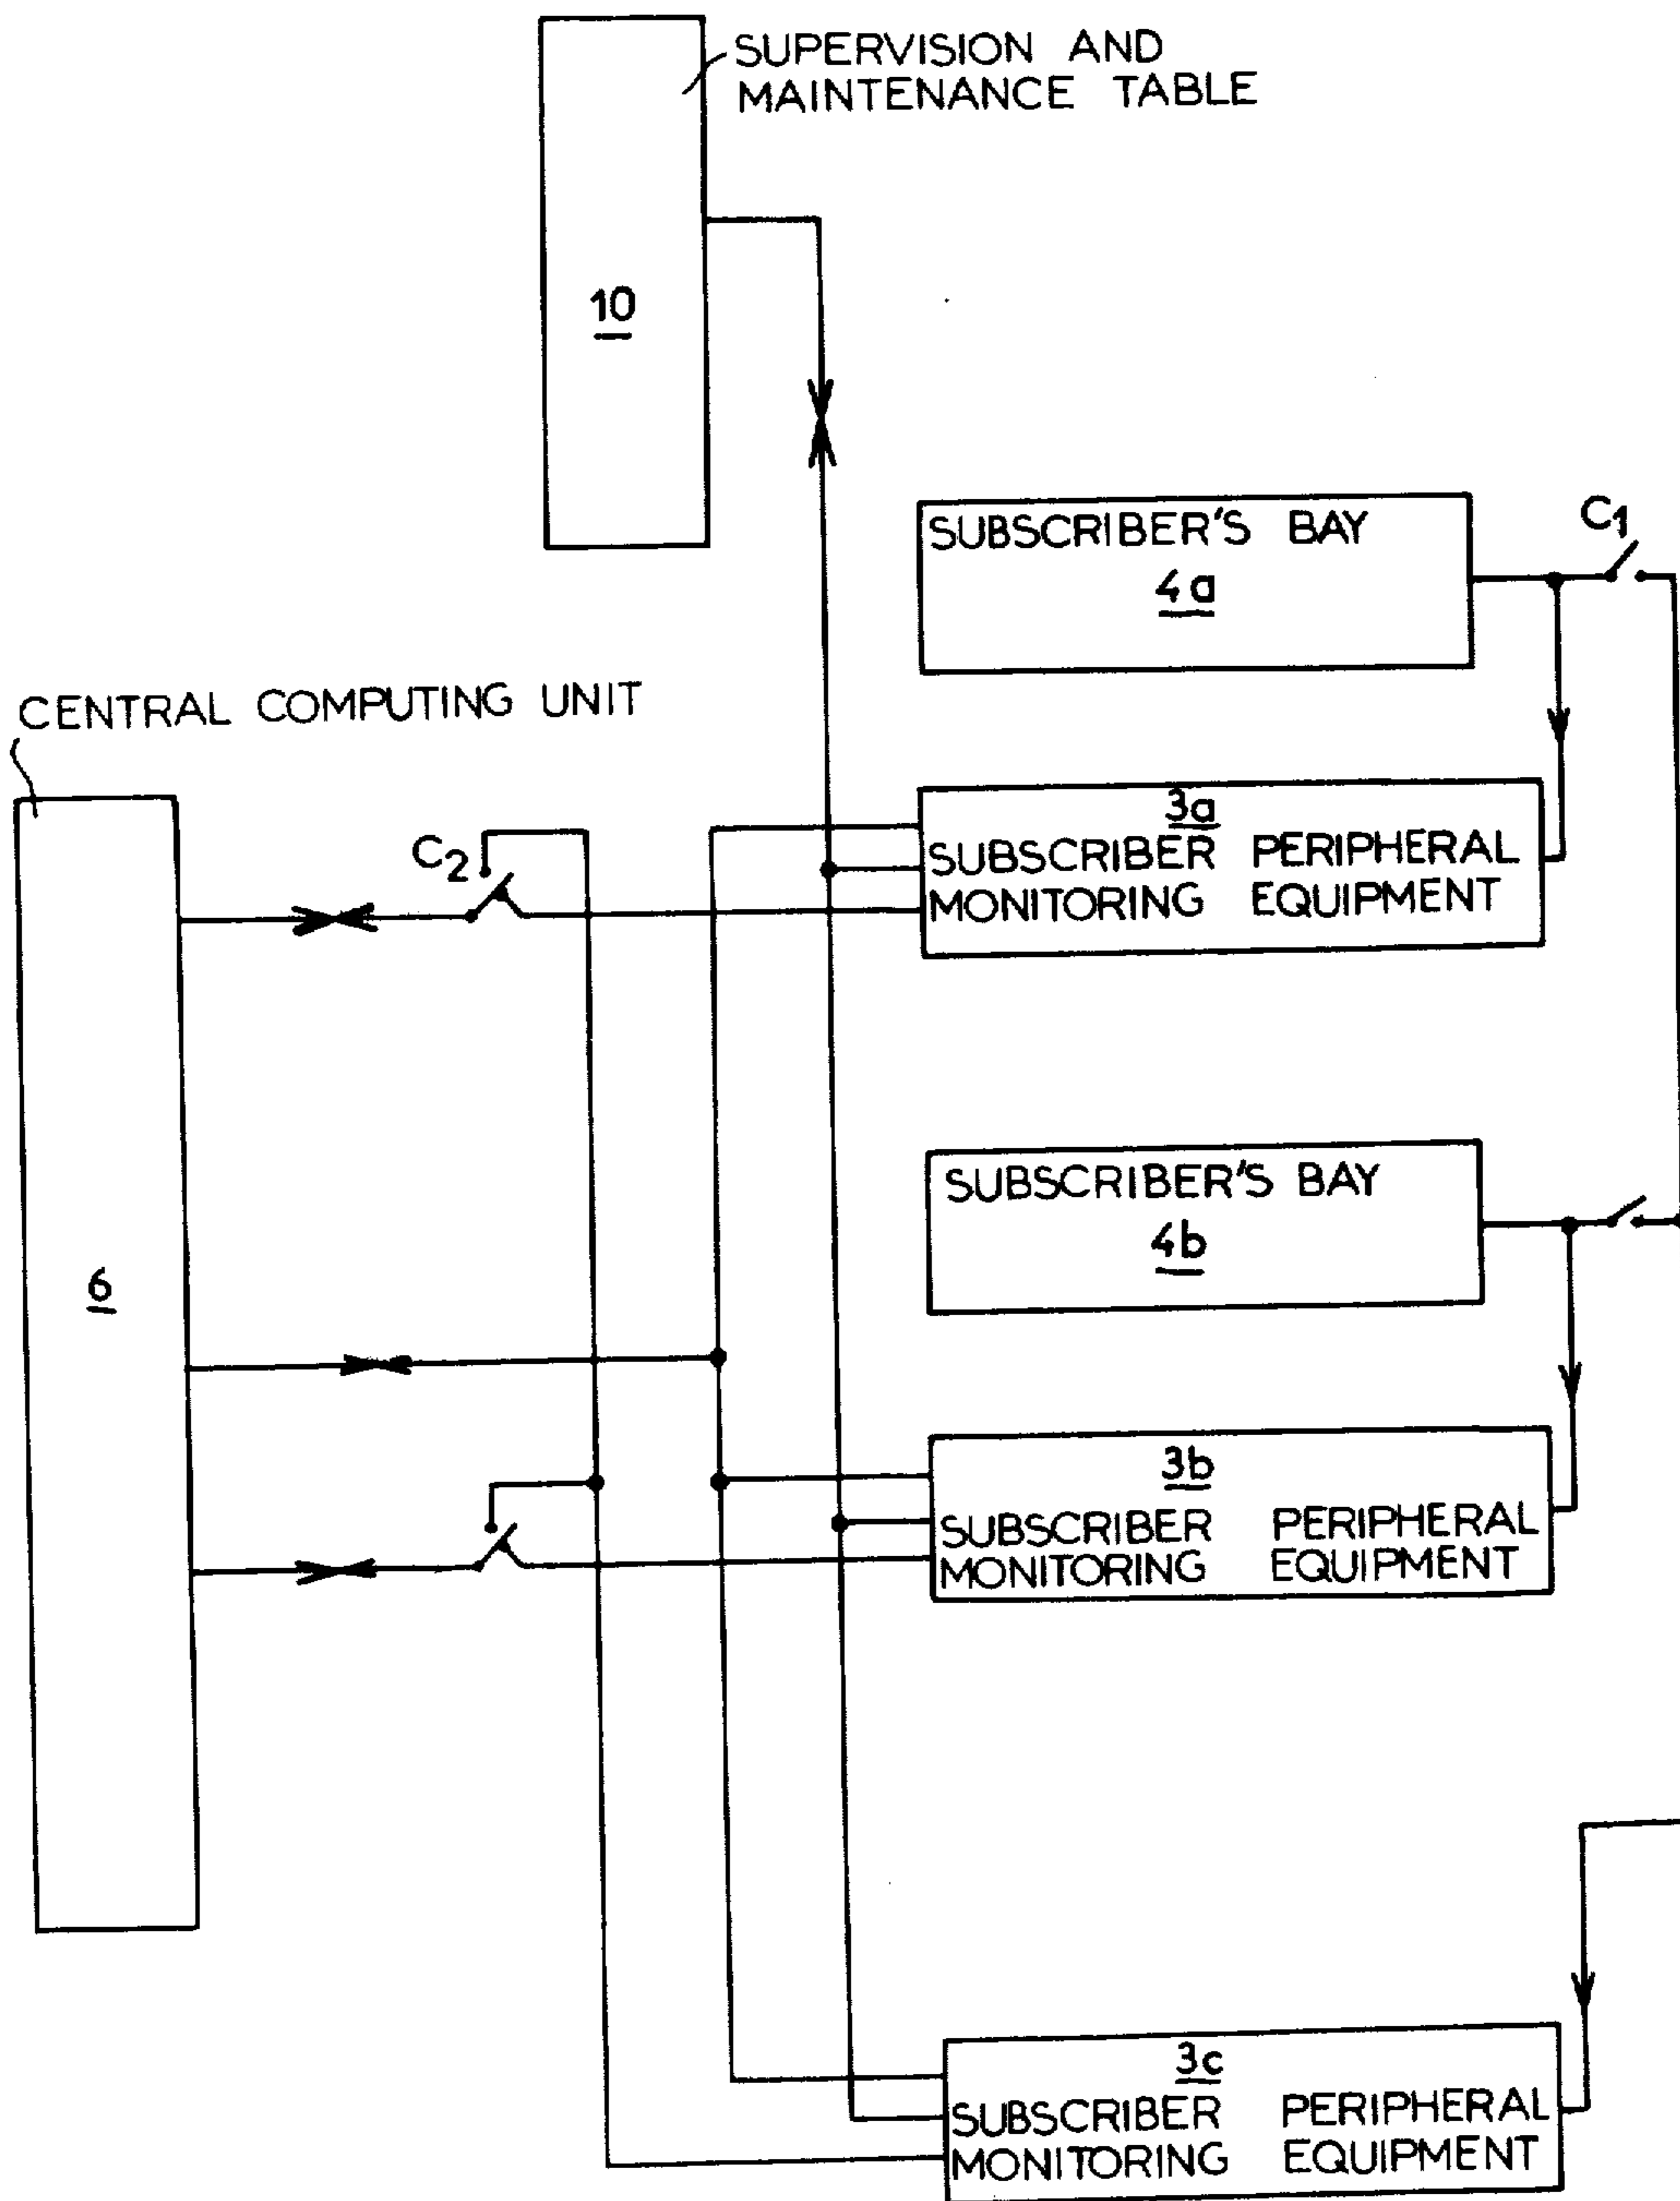 SUPERVISION AND
MAINTENANCE TABLE
10
SUBSCRIBER'S BAY
4a
C1
CENTRAL COMPUTING UNIT
6
C2
3a
SUBSCRIBER PERIPHERAL
MONITORING EQUIPMENT
SUBSCRIBER'S BAY
4b
3b
SUBSCRIBER PERIPHERAL
MONITORING EQUIPMENT
3c
SUBSCRIBER PERIPHERAL
MONITORING EQUIPMENT